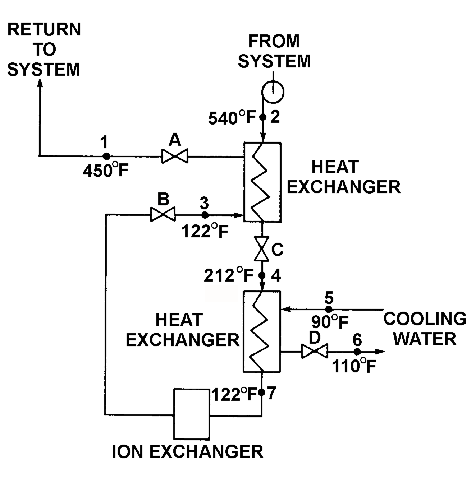 RETURN
TO
SYSTEM
FROM
SYSTEM
540°F 2
1
450°F
A
HEAT
EXCHANGER
B
3
122°F
C
212°F 4
HEAT
EXCHANGER
5
90°F
COOLING
WATER
D
6
110°F
122°F 7
ION EXCHANGER